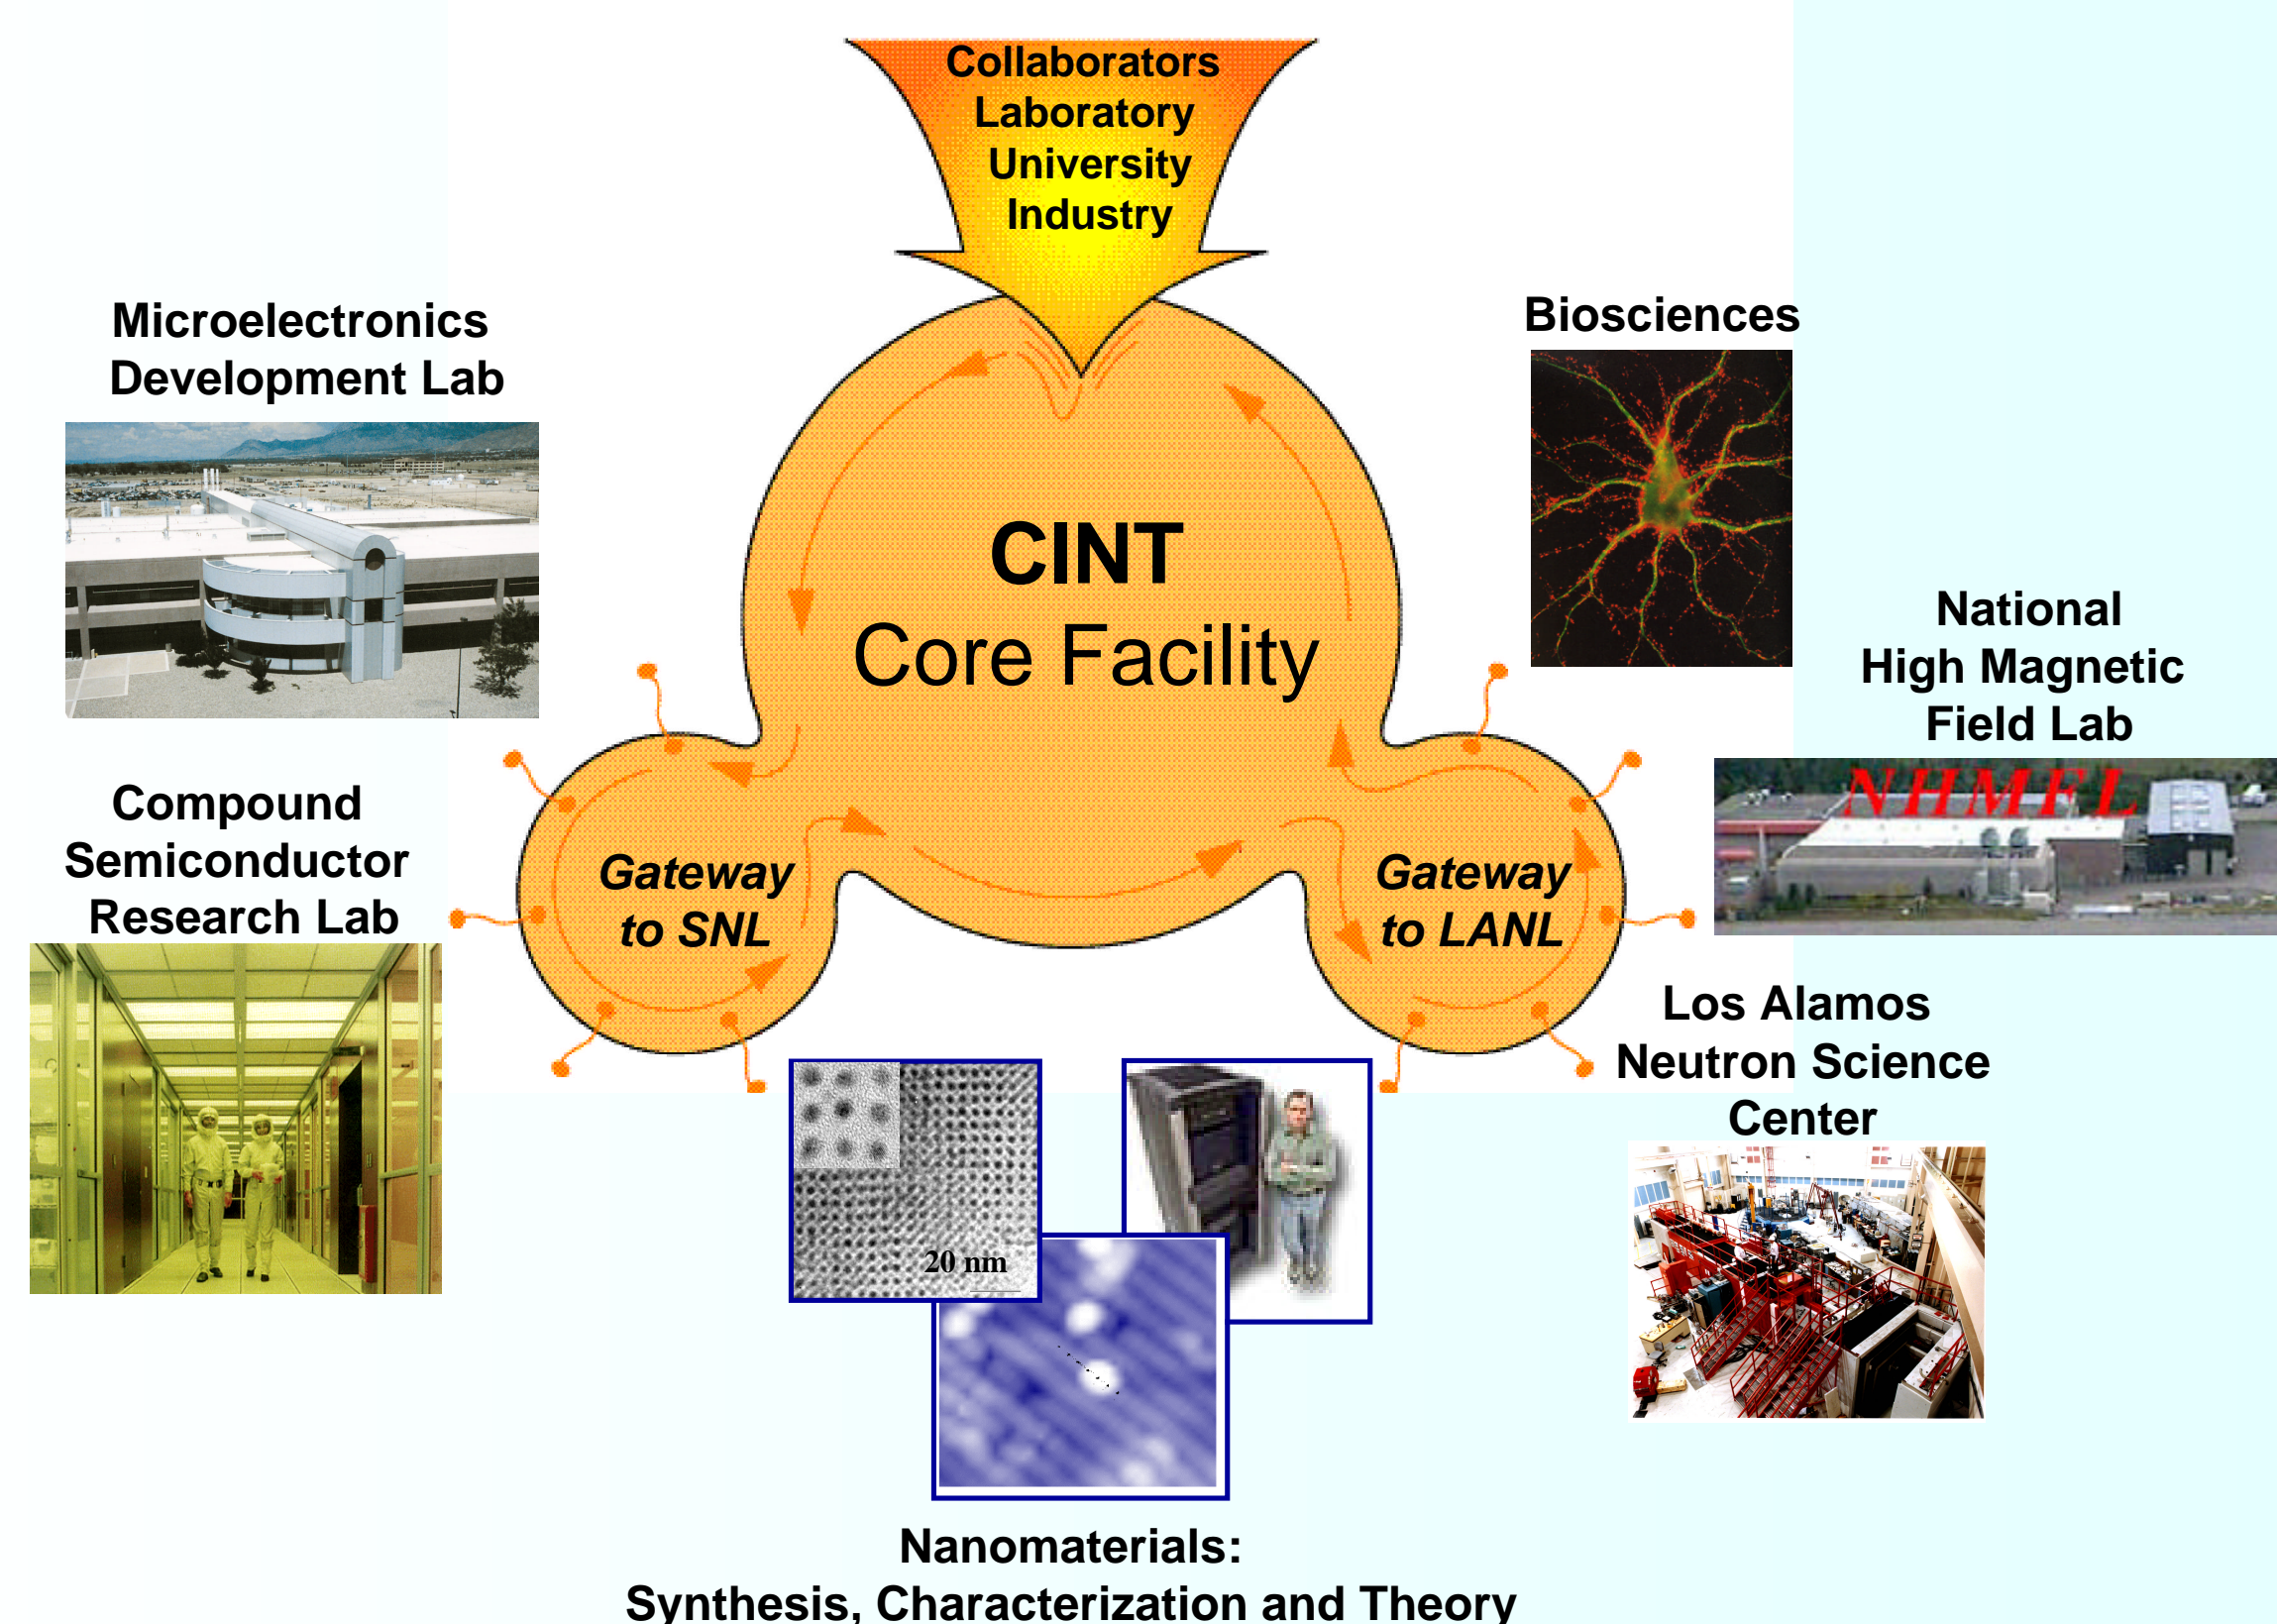 Collaborators
Laboratory
University
Industry
Microelectronics
Development Lab
Biosciences
CINT
Core Facility
National
High Magnetic
Field Lab
NHMFL
Compound
Semiconductor
Research Lab
Gateway
to SNL
Gateway
to LANL
Los Alamos
Neutron Science
Center
20 nm
Nanomaterials:
Synthesis, Characterization and Theory